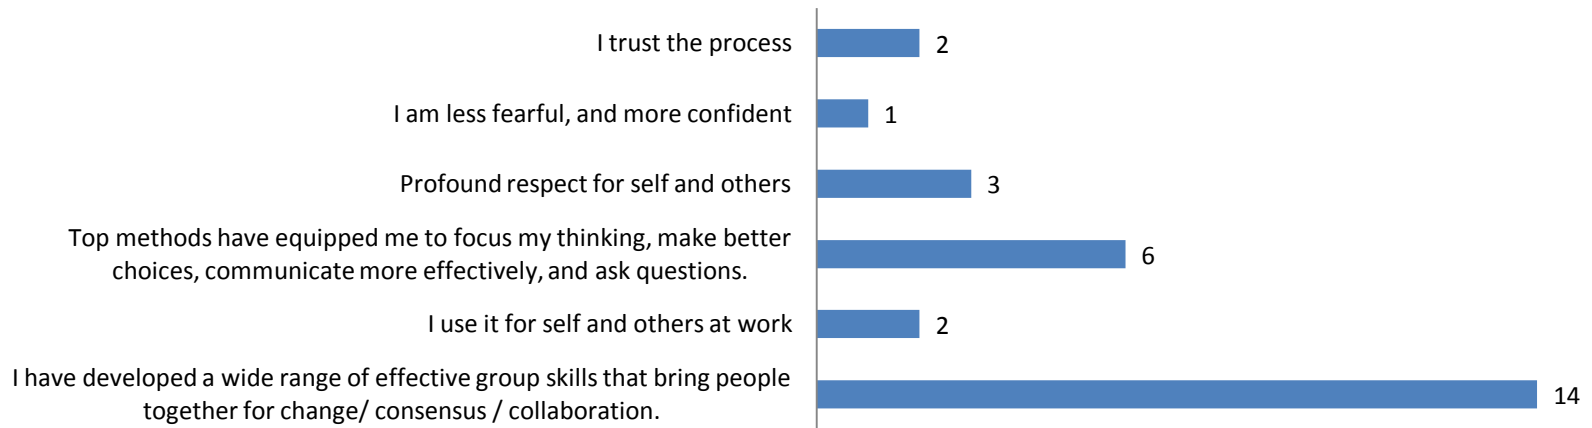 I trust the process
2
I am less fearful, and more confident
1
Profound respect for self and others
3
Top methods have equipped me to focus my thinking, make better
choices, communicate more effectively, and ask questions.
6
I use it for self and others at work
2
I have developed a wide range of effective group skills that bring people
together for change/ consensus / collaboration.
14